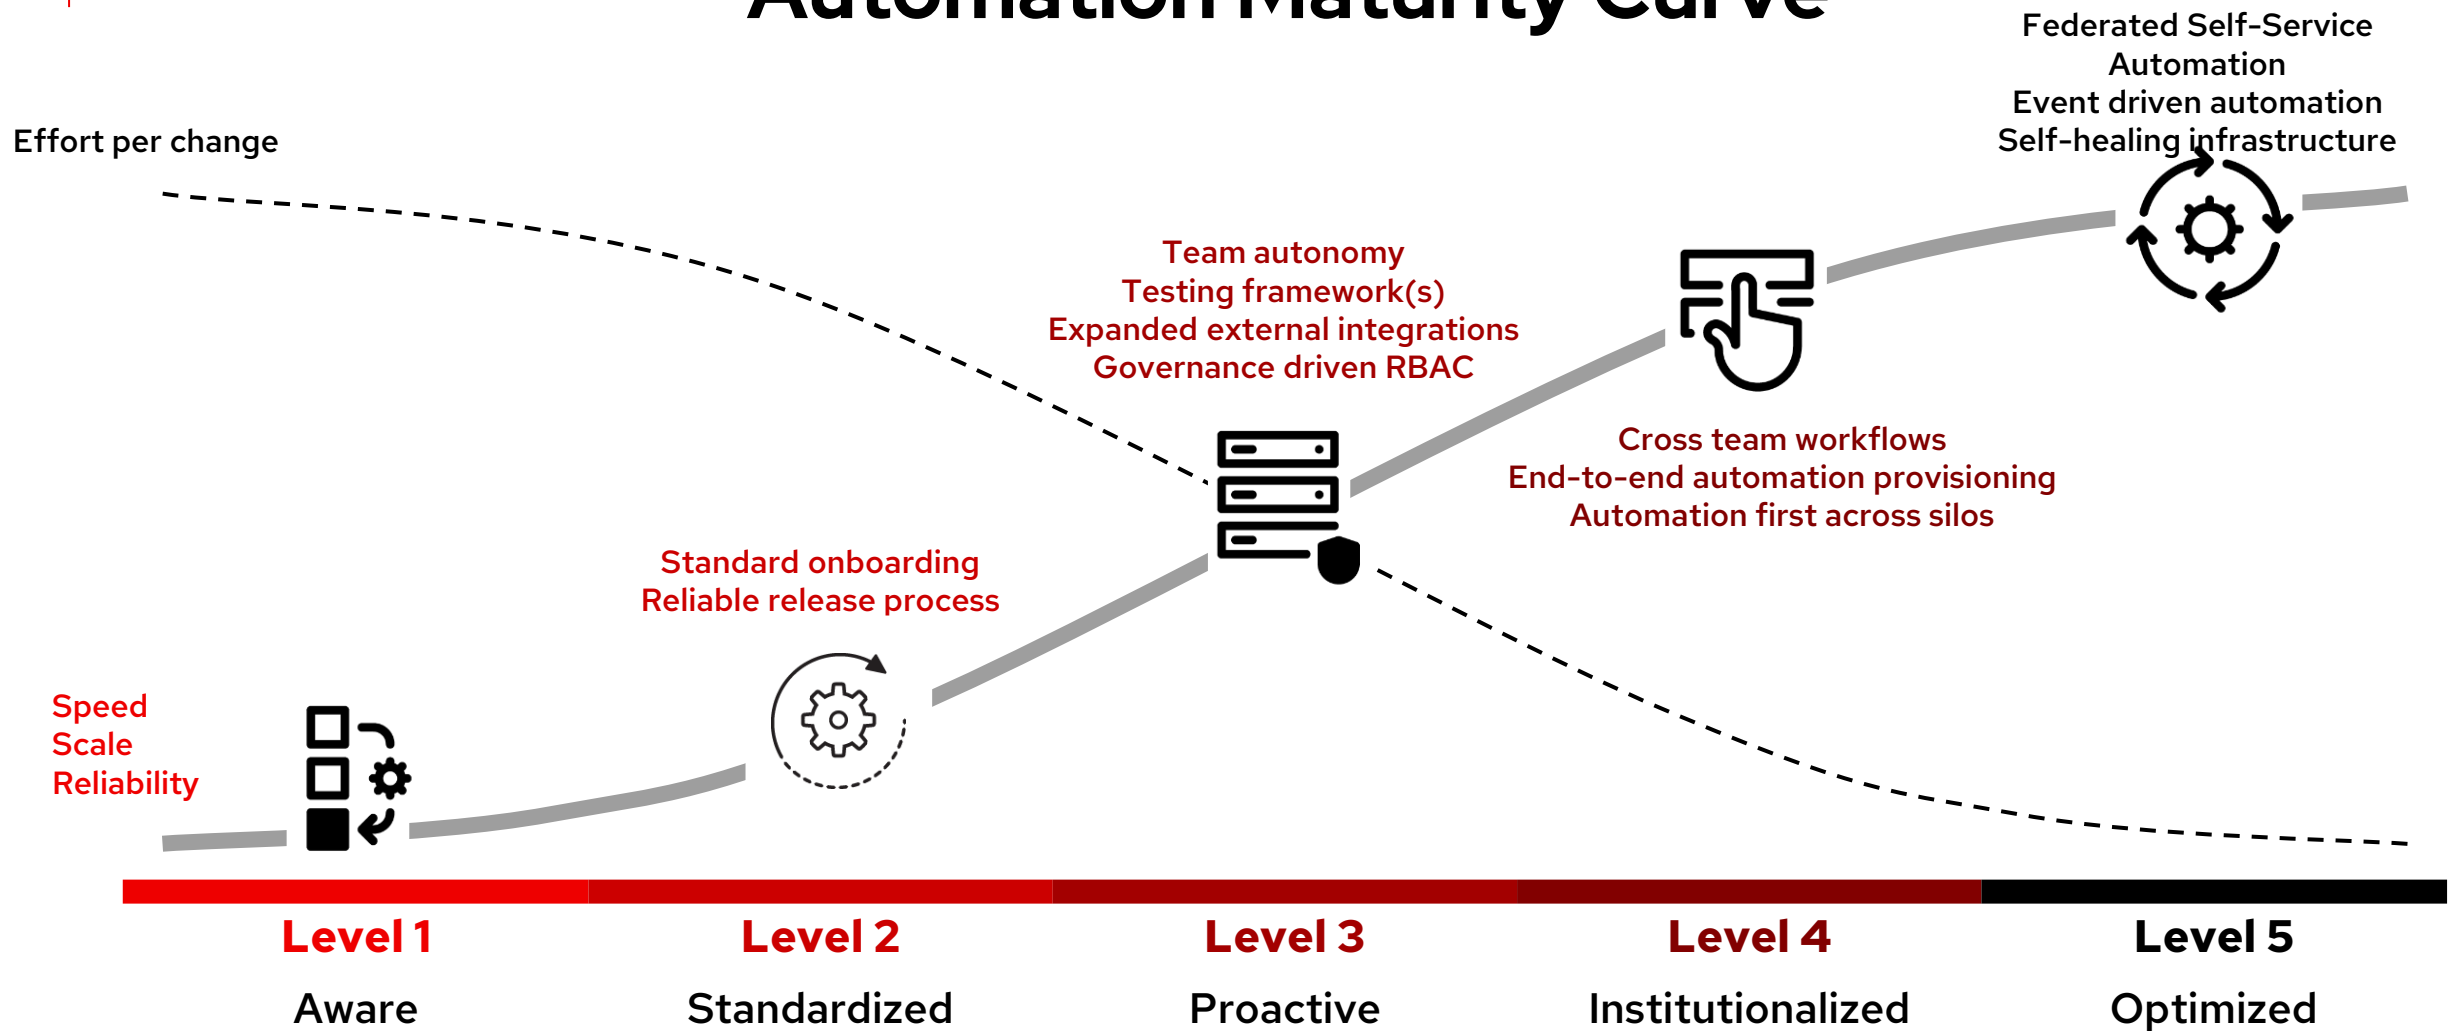 Automation Maturity Curve
Effort per change
Federated Self-Service
Automation
Event driven automation
Self-healing infrastructure
Team autonomy
Testing framework(s)
Expanded external integrations
Governance driven RBAC
Cross team workflows
End-to-end automation provisioning
Automation first across silos
Standard onboarding
Reliable release process
Speed
Scale
Reliability
Level 1
Aware
Level 2
Standardized
Level 3
Proactive
Level 4
Institutionalized
Level 5
Optimized